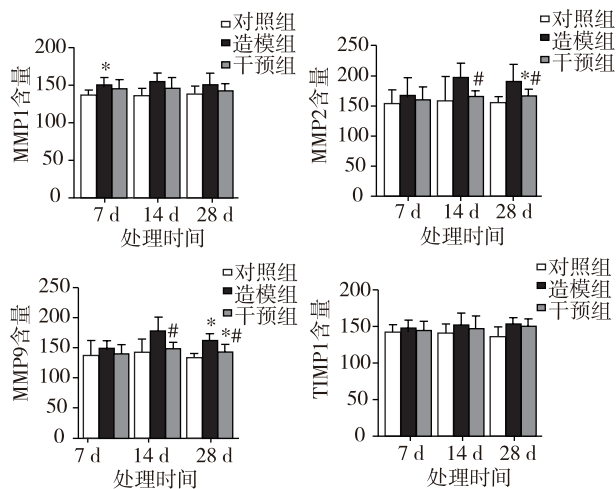 对照组
造模组
干预组
MMP1含量
200
150
100
50
0
*
7 d 14 d 28 d
处理时间
对照组
造模组
干预组
MMP2含量
250
200
150
100
50
0
# *#
7 d 14 d 28 d
处理时间
对照组
造模组
干预组
MMP9含量
250
200
150
100
50
0
# * *#
7 d 14 d 28 d
处理时间
对照组
造模组
干预组
TIMP1含量
200
150
100
50
0
7 d 14 d 28 d
处理时间